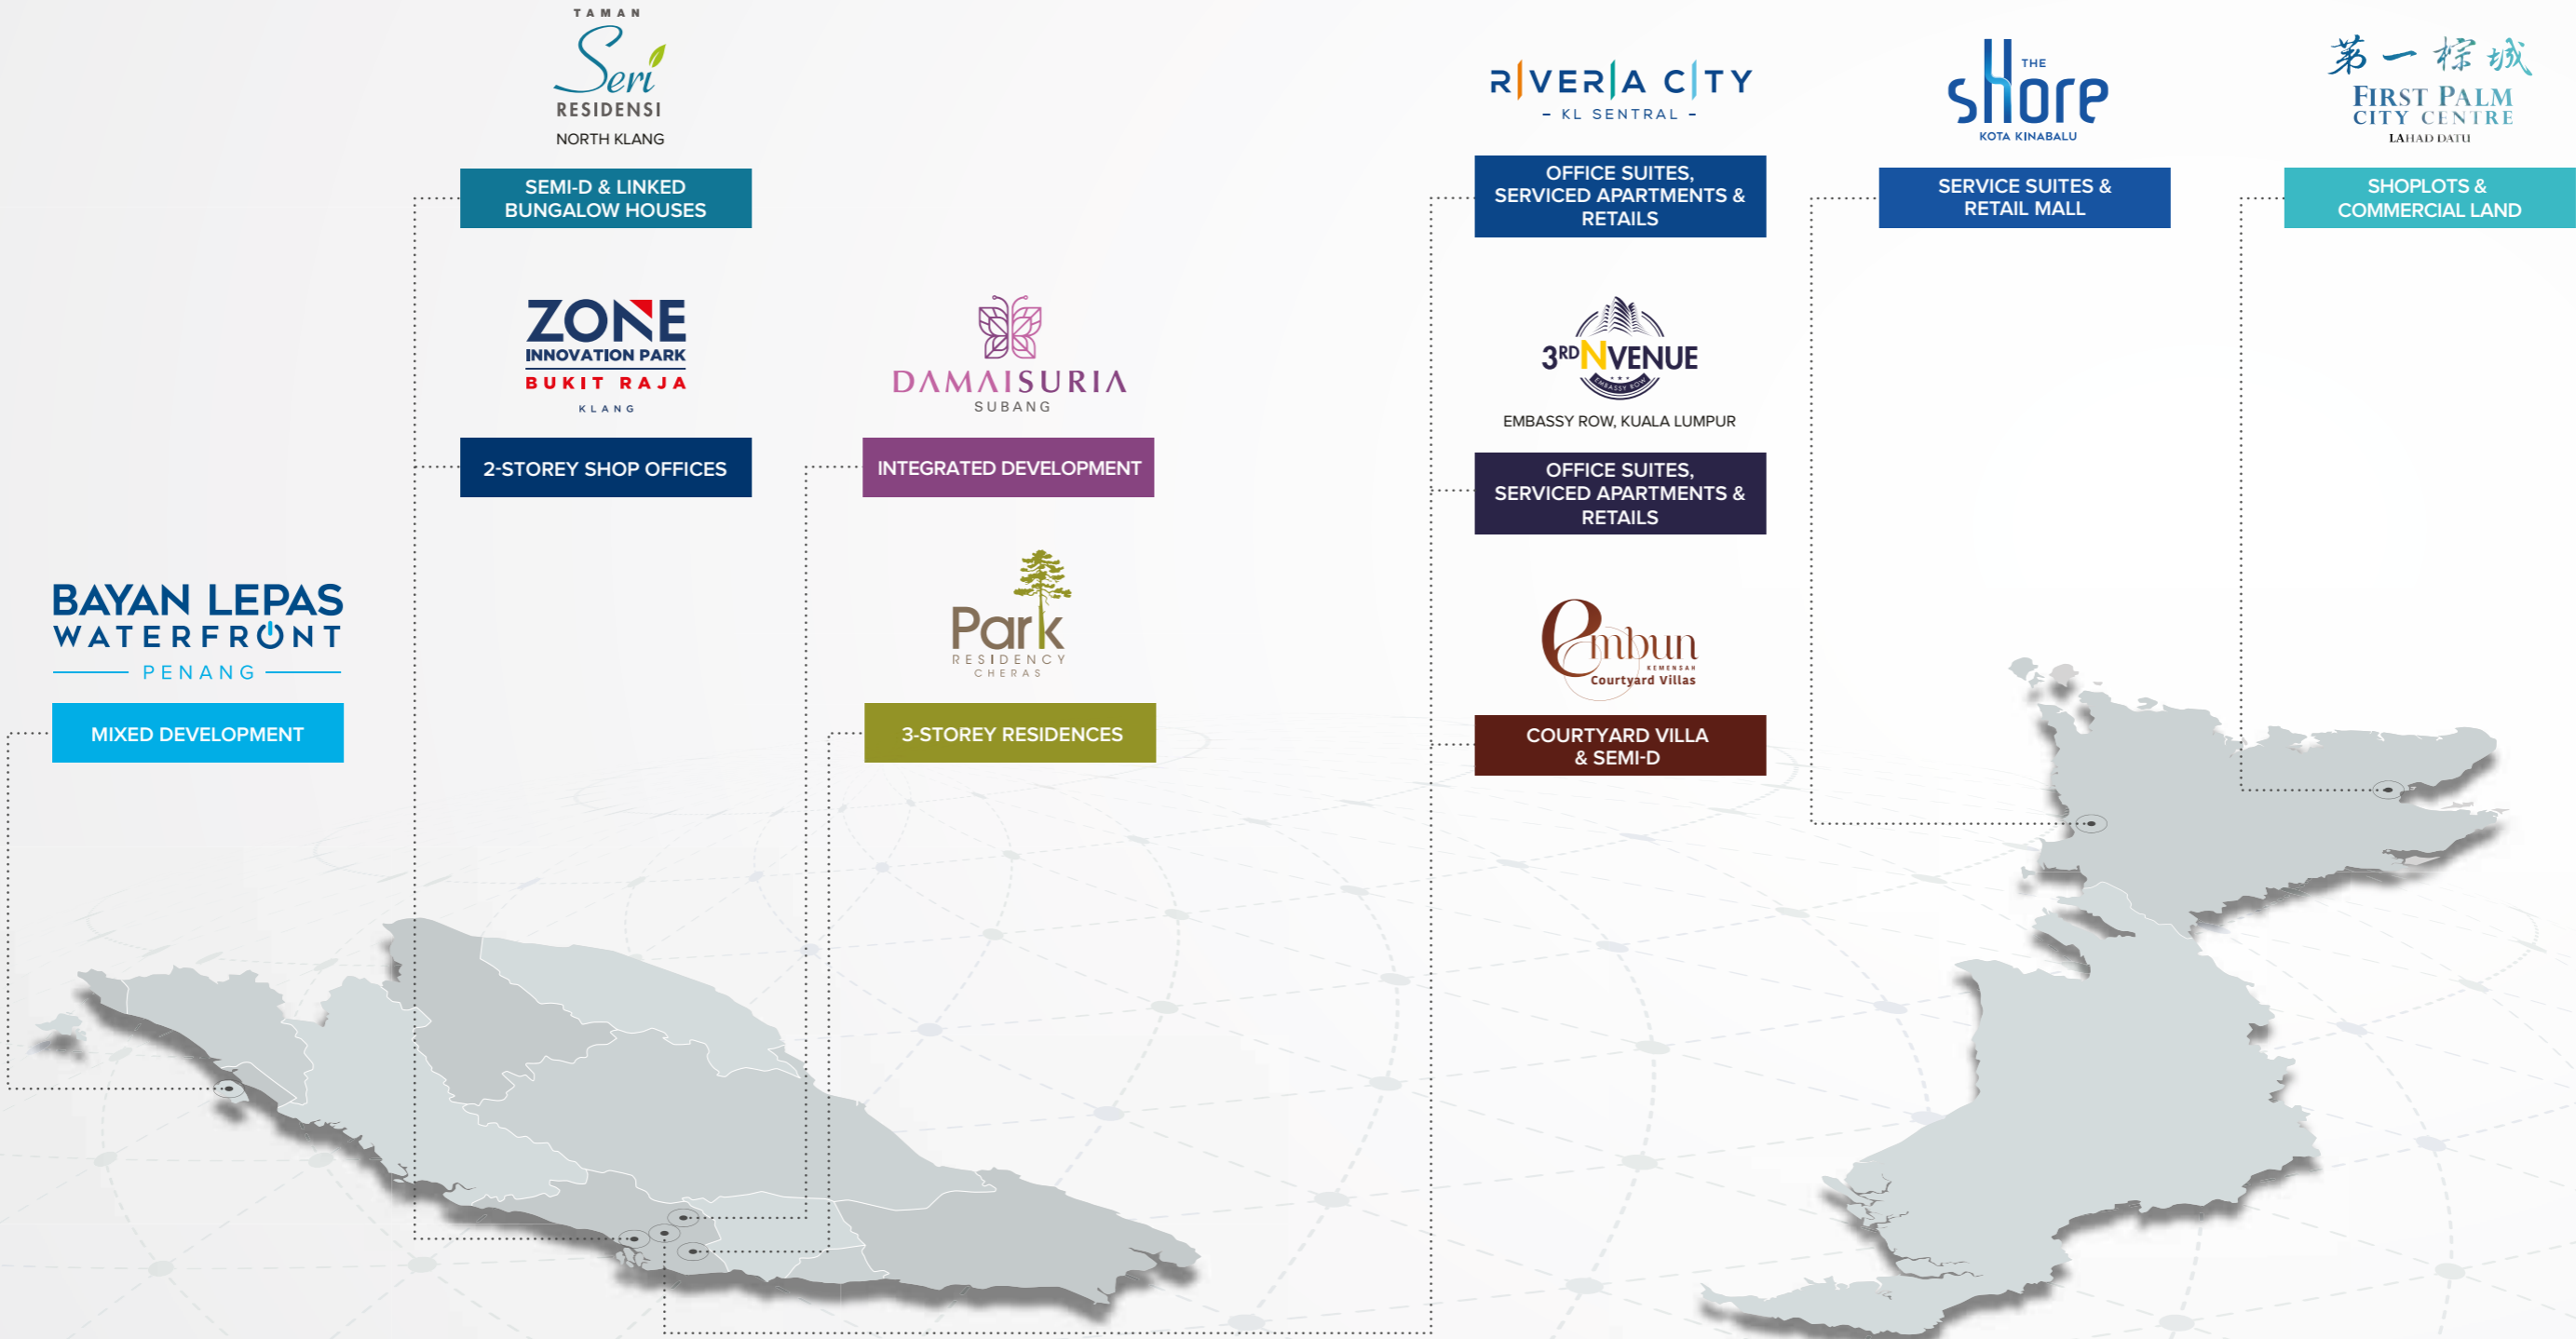 TAMAN
Seri
RESIDENSI
NORTH KLANG
SEMI-D & LINKED
BUNGALOW HOUSES
ZONE
INNOVATION PARK
BUKIT RAJA
KLANG
2-STOREY SHOP OFFICES
BAYAN LEPAS
WATERFRONT
PENANG
MIXED DEVELOPMENT
DAMAISURIA
SUBANG
INTEGRATED DEVELOPMENT
Park
RESIDENCY
CHERAS
3-STOREY RESIDENCES
RIVERIA CITY
- KL SENTRAL -
OFFICE SUITES,
SERVICED APARTMENTS &
RETAILS
3RD NVENUE
EMBASSY ROW
EMBASSY ROW, KUALA LUMPUR
OFFICE SUITES,
SERVICED APARTMENTS &
RETAILS
Embun
KEMENSAH
Courtyard Villas
COURTYARD VILLA
& SEMI-D
THE
sHore
KOTA KINABALU
SERVICE SUITES &
RETAIL MALL
第一棕城
FIRST PALM
CITY CENTRE
LAHAD DATU
SHOPLOTS &
COMMERCIAL LAND